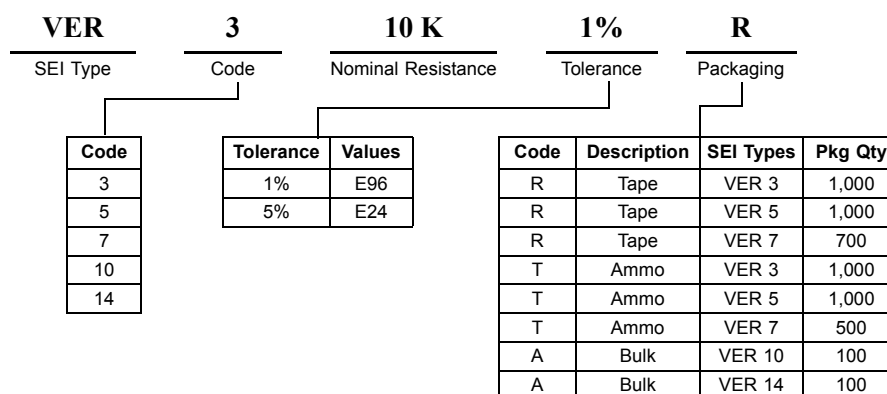 VER 3 10 K 1% R
SEI Type Code Nominal Resistance Tolerance Packaging
Code Tolerance Values Code Description SEI Types Pkg Qty
3 1% E96 R Tape VER 3 1,000
5 5% E24 R Tape VER 5 1,000
7 R Tape VER 7 700
10 T Ammo VER 3 1,000
14 T Ammo VER 5 1,000
T Ammo VER 7 500
A Bulk VER 10 100
A Bulk VER 14 100